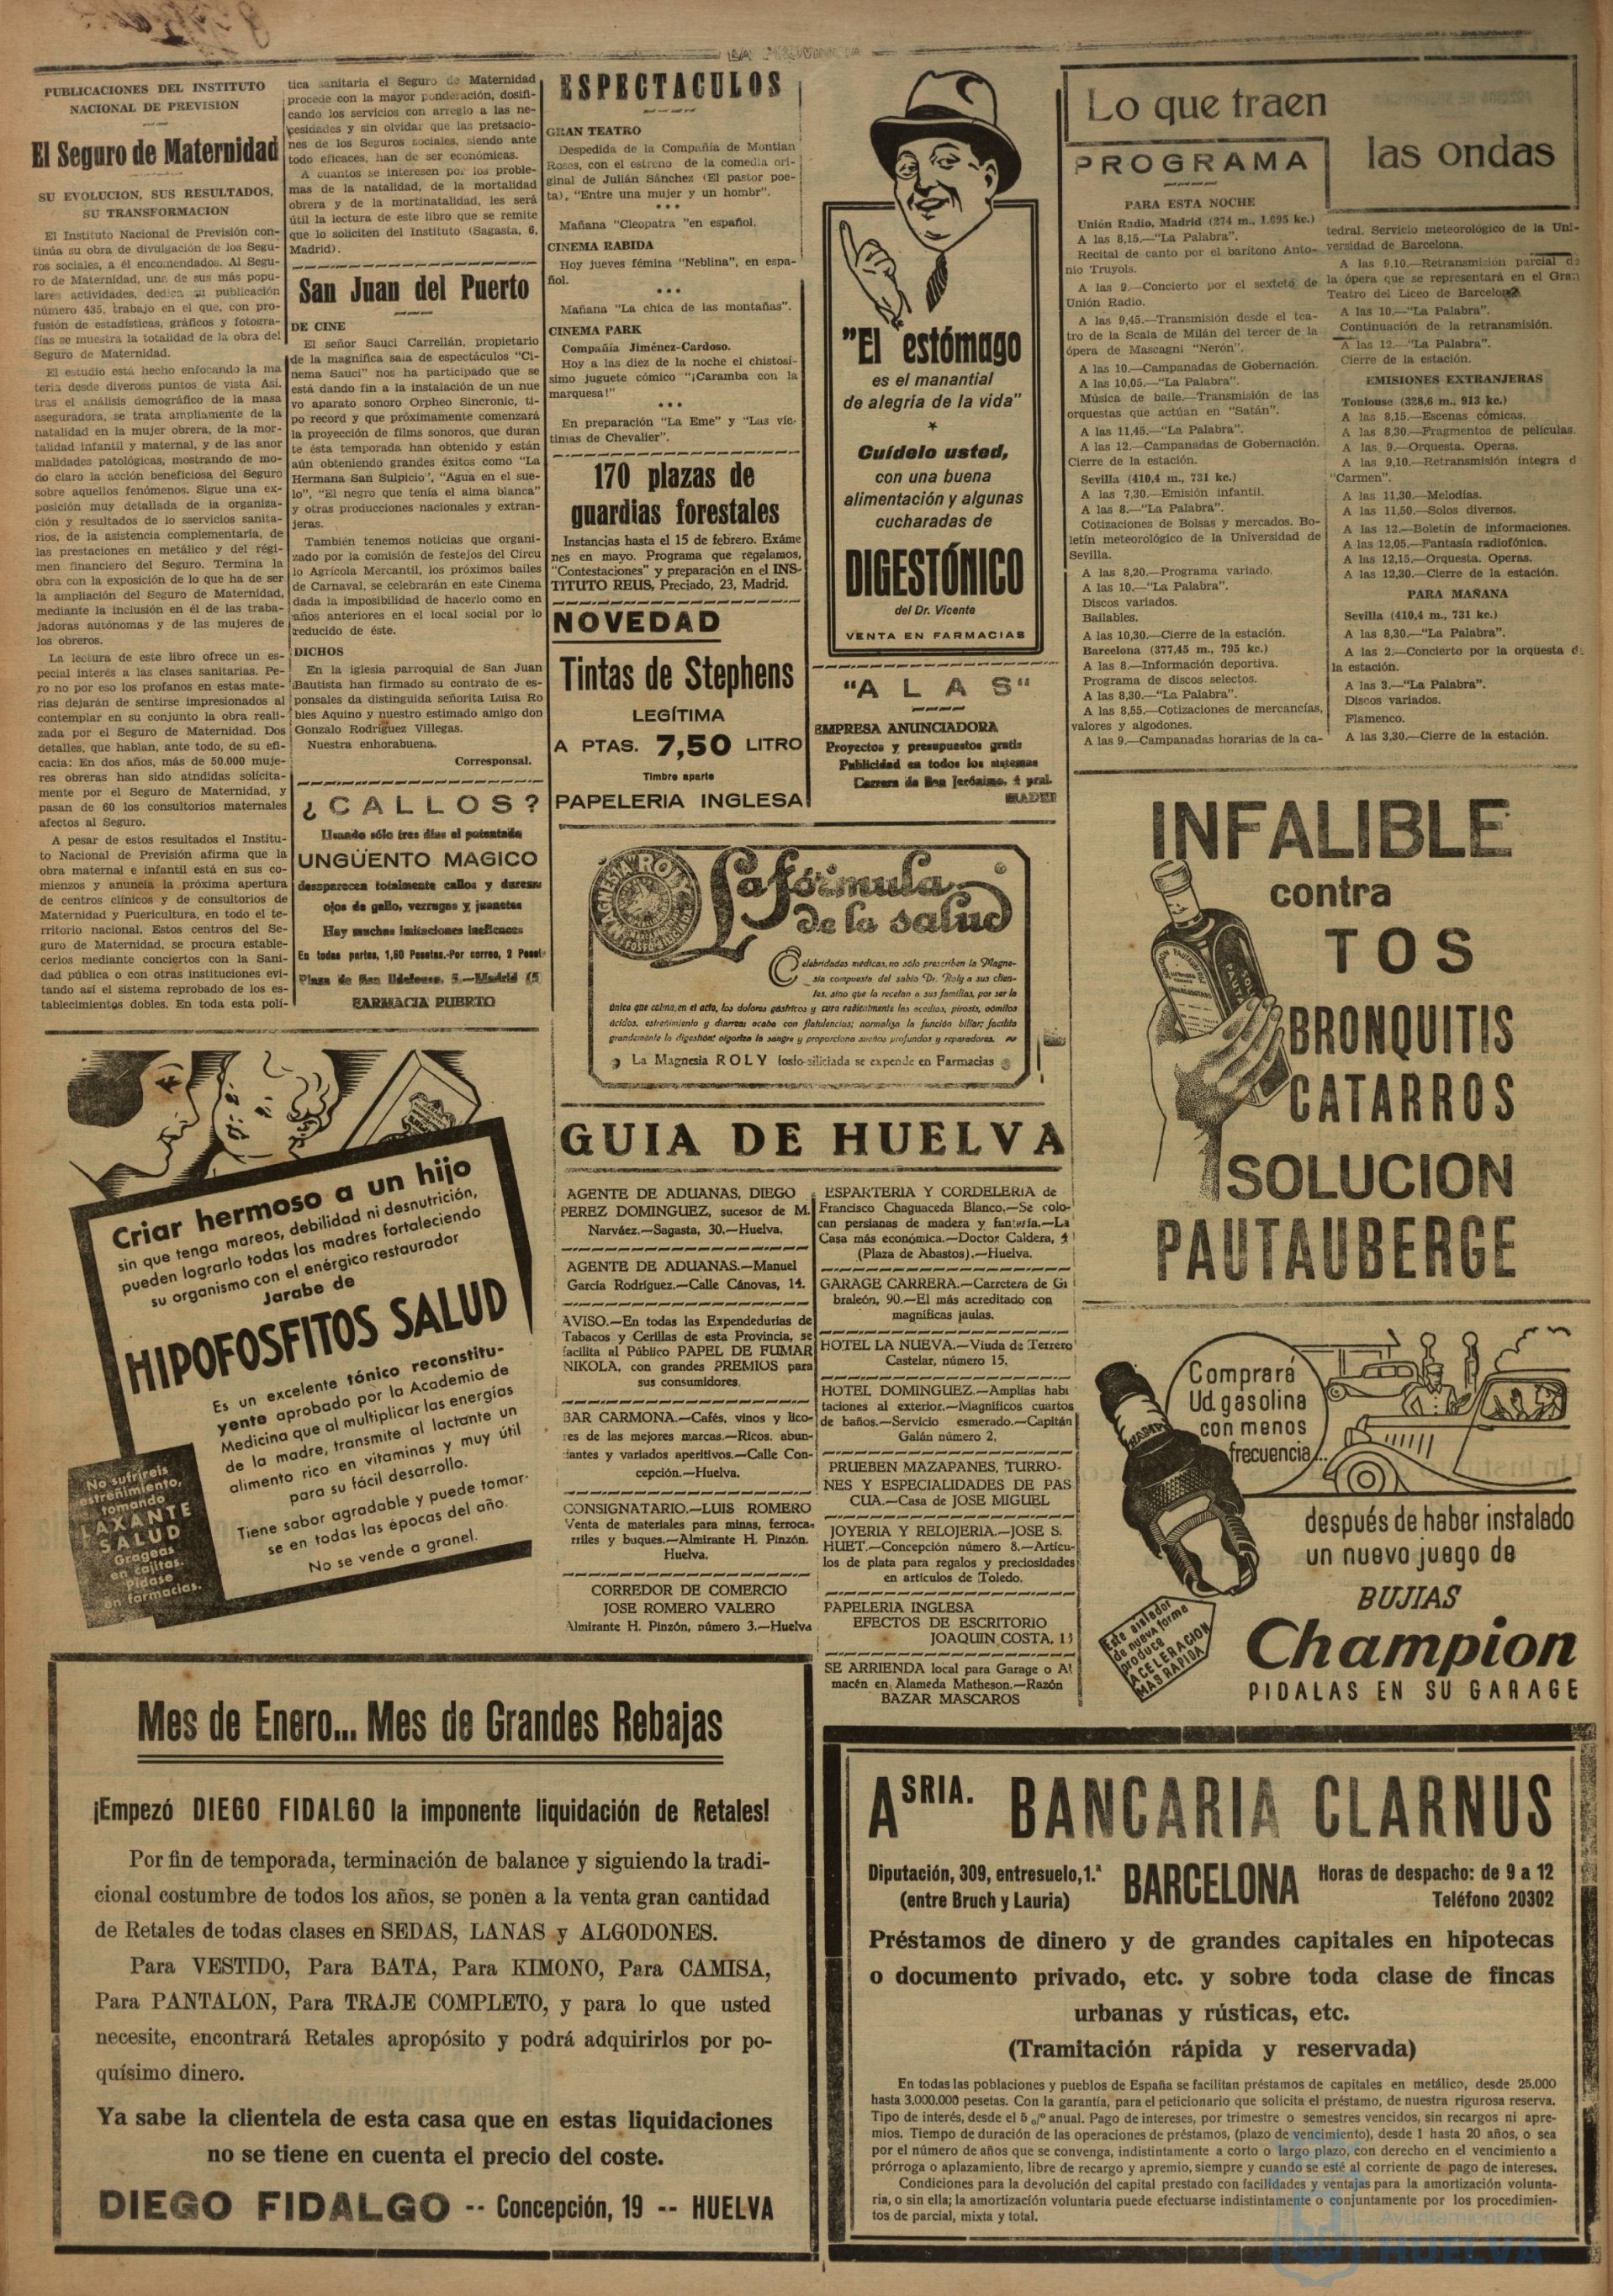 LA PROVINCIA
PUBLICACIONES DEL INSTITUTO
NACIONAL DE PREVISION
El Seguro de Maternidad
SU EVOLUCION, SUS RESULTADOS,
SU TRANSFORMACION
El Instituto Nacional de Previsión con-
tinúa su obra de divulgación de los Segu-
ros sociales, a él encomendados. Al Segu-
ro de Maternidad, una de sus más popu-
lares actividades, dedica su publicación
número 435, trabajo en el que, con pro-
fusión de estadísticas, gráficos y fotogra-
fías se muestra la totalidad de la obra del
Seguro de Maternidad.
El estudio está hecho enfocando la ma
teria desde diveross puntos de vista Así.
tras el análisis demográfico de la masa
aseguradora, se trata ampliamente de la
natalidad en la mujer obrera, de la mor-
talidad infantil y maternal, y de las anor
malidades patológicas, mostrando de mo-
do claro la acción beneficiosa del Seguro
sobre aquellos fenómenos. Sigue una ex-
posición muy detallada de la organiza-
ción y resultados de lo sservicios sanita-
rios, de la asistencia complementaria, de
las prestaciones en metálico y del régi-
men financiero del Seguro. Termina la
obra con la exposición de lo que ha de ser
la ampliación del Seguro de Maternidad,
mediante la inclusión en él de las traba-
jadoras autónomas y de las mujeres de
los obreros.
La lectura de este libro ofrece un es-
pecial interés a las clases sanitarias. Pe-
ro no por eso los profanos en estas mate-
rias dejarán de sentirse impresionados al
contemplar en su conjunto la obra reali-
zada por el Seguro de Maternidad. Dos
detalles, que hablan, ante todo, de su efi-
cacia: En dos años, más de 50.000 muje-
res obreras han sido atndidas solicita-
mente por el Seguro de Maternidad, y
pasan de 60 los consultorios maternales
afectos al Seguro.
A pesar de estos resultados el Institu-
to Nacional de Previsión afirma que la
obra maternal e infantil está en sus co-
mienzos y anuncia la próxima apertura
de centros clínicos y de consultorios de
Maternidad y Puericultura, en todo el te-
rritorio nacional. Estos centros del Se-
guro de Maternidad, se procura estable-
cerlos mediante conciertos con la Sani-
dad pública o con otras instituciones evi-
tando así el sistema reprobado de los es-
tablecimientos dobles. En toda esta polí-
tica sanitaria el Seguro de Maternidad
procede con la mayor ponderación, dosifi-
cando los servicios con arreglo a las ne-
cesidades y sin olvidar que las pretsacio-
nes de los Seguros sociales, siendo ante
todo eficaces, han de ser económicas.
A cuantos se interesen por los proble-
mas de la natalidad, de la mortalidad
obrera y de la mortinatalidad, les será
útil la lectura de este libro que se remite
que lo soliciten del Instituto (Sagasta, 6,
Madrid).
San Juan del Puerto
DE CINE
El señor Sauci Carrellán, propietario
de la magnífica sala de espectáculos "Ci-
nema Sauci" nos ha participado que se
está dando fin a la instalación de un nue
vo aparato sonoro Orpheo Sincronic, ti-
po record y que próximamente comenzará
la proyección de films sonoros, que duran
te ésta temporada han obtenido y están
aún obteniendo grandes éxitos como "La
Hermana San Sulpicio", "Agua en el sue-
lo", "El negro que tenía el alma blanca"
y otras producciones nacionales y extran-
jeras.
También tenemos noticias que organi-
zado por la comisión de festejos del Círcu
lo Agrícola Mercantil, los próximos bailes
de Carnaval, se celebrarán en este Cinema
dada la imposibilidad de hacerlo como en
años anteriores en el local social por lo
reducido de éste.
DICHOS
En la iglesia parroquial de San Juan
Bautista han firmado su contrato de es-
ponsales da distinguida señorita Luisa Ro
bles Aquino y nuestro estimado amigo don
Gonzalo Rodríguez Villegas.
Nuestra enhorabuena.
Corresponsal.
¿CALLOS?
Usando sólo tres días el patentado
UNGÜENTO MAGICO
desaparecen totalmente callos y durezas
ojos de gallo, verrugas y juanetes
Hay muchas imitaciones ineficaces
En todas partes, 1,60 Pesetas.-Por correo, 2 Peset-
Plaza de San Ildefonso, 5.-Madrid (5
FARMACIA PUERTO
ESPECTACULOS
GRAN TEATRO
Despedida de la Compañía de Montian
Roses, con el estreno de la comedia ori-
ginal de Julián Sánchez (El pastor poe-
ta), "Entre una mujer y un hombr".
***
Mañana "Cleopatra "en español.
CINEMA RABIDA
Hoy jueves fémina "Neblina", en espa-
ñol.
***
Mañana "La chica de las montañas".
CINEMA PARK
Compañía Jiménez-Cardoso.
Hoy a las diez de la noche el chistosí-
simo juguete cómico "¡Caramba con la
marquesa!"
***
En preparación "La Eme" y "Las víc-
timas de Chevalier".
170 plazas de
guardias forestales
Instancias hasta el 15 de febrero. Exáme
nes en mayo. Programa que regalamos,
"Contestaciones" y preparación en el INS-
TITUTO REUS, Preciado, 23, Madrid.
NOVEDAD
Tintas de Stephens
LEGÍTIMA
A PTAS. 7,50 LITRO
Timbre aparte
PAPELERIA INGLESA
"El estómago
es el manantial
de alegría de la vida"
*
Cuídelo usted,
con una buena
alimentación y algunas
cucharadas de
DIGESTÓNICO
del Dr. Vicente
VENTA EN FARMACIAS
"ALAS"
EMPRESA ANUNCIADORA
Proyectos y presupuestos gratis
Publicidad en todos los sistemas
Carrera de San Jerónimo, 4 pral.
Lo que traen
las ondas
PROGRAMA
PARA ESTA NOCHE
Unión Radio, Madrid (274 m., 1.095 kc.)
A las 8,15.—"La Palabra".
Recital de canto por el barítono Anto-
nio Truyols.
A las 9.—Concierto por el sexteto de
Unión Radio.
A las 9,45.—Transmisión desde el tea-
tro de la Scala de Milán del tercer de la
ópera de Mascagni "Nerón".
A las 10.—Campanadas de Gobernación.
A las 10,05.—"La Palabra".
Música de baile.—Transmisión de las
orquestas que actúan en "Satán".
A las 11,45.—"La Palabra".
A las 12.—Campanadas de Gobernación.
Cierre de la estación.
Sevilla (410,4 m., 731 kc.)
A las 7,30.—Emisión infantil.
A las 8.—"La Palabra".
Cotizaciones de Bolsas y mercados. Bo-
letín meteorológico de la Universidad de
Sevilla.
A las 8,20.—Programa variado.
A las 10.—"La Palabra".
Discos variados.
Bailables.
A las 10,30.—Cierre de la estación.
Barcelona (377,45 m., 795 kc.)
A las 8.—Información deportiva.
Programa de discos selectos.
A las 8,30.—"La Palabra".
A las 8,55.—Cotizaciones de mercancías,
valores y algodones.
A las 9.—Campanadas horarias de la ca-
tedral. Servicio meteorológico de la Uni-
versidad de Barcelona.
A las 9,10.—Retransmisión parcial de
la ópera que se representará en el Gran
Teatro del Liceo de Barcelona
A las 10.—"La Palabra".
Continuación de la retransmisión.
A las 12.—"La Palabra".
Cierre de la estación.
EMISIONES EXTRANJERAS
Toulouse (328,6 m., 913 kc.)
A las 8,15.—Escenas cómicas.
A las 8,30.—Fragmentos de películas.
A las 9.—Orquesta. Operas.
A las 9,10.—Retransmisión íntegra d
"Carmen".
A las 11,30.—Melodías.
A las 11,50.—Solos diversos.
A las 12.—Boletín de informaciones.
A las 12,05.—Fantasía radiofónica.
A las 12,15.—Orquesta. Operas.
A las 12,30.—Cierre de la estación.
PARA MAÑANA
Sevilla (410,4 m., 731 kc.)
A las 8,30.—"La Palabra".
A las 2.—Concierto por la orquesta de
la estación.
A las 3.—"La Palabra".
Discos variados.
Flamenco.
A las 3,30.—Cierre de la estación.
MAGNESIA ROLY
FOSFO-SILICIADA
La fórmula
de la salud
Celebridades médicas, no sólo prescriben la Magne-
sia compuesta del sabio Dr. Roly a sus clien-
tes, sino que la recetan a sus familias, por ser la
única que calma, en el acto, los dolores gástricos y cura radicalmente las acedías, pirosis, vómitos
ácidos, estreñimiento y diarrea; acaba con flatulencias; normaliza la función biliar; facilita
grandemente la digestión; vigoriza la sangre y proporciona sueños profundos y reparadores.
La Magnesia ROLY fosfo-siliciada se expende en Farmacias
INFALIBLE
contra
TOS
BRONQUITIS
CATARROS
SOLUCION
PAUTAUBERGE
Criar hermoso a un hijo
sin que tenga mareos, debilidad ni desnutrición,
pueden lograrlo todas las madres fortaleciendo
su organismo con el enérgico restaurador
Jarabe de
HIPOFOSFITOS SALUD
Es un excelente tónico reconstitu-
yente aprobado por la Academia de
Medicina que al multiplicar las energías
de la madre, transmite al lactante un
alimento rico en vitaminas y muy útil
para su fácil desarrollo.
Tiene sabor agradable y puede tomar-
se en todas las épocas del año.
No se vende a granel.
No sufriréis
estreñimiento,
tomando
LAXANTE
SALUD
Grageas
en cajitas.
Pídase
en farmacias.
GUIA DE HUELVA
AGENTE DE ADUANAS, DIEGO
PEREZ DOMINGUEZ, sucesor de M.
Narváez.—Sagasta, 30.—Huelva.
AGENTE DE ADUANAS.—Manuel
García Rodríguez.—Calle Cánovas, 14.
AVISO.—En todas las Expendedurías de
Tabacos y Cerillas de esta Provincia, se
facilita al Público PAPEL DE FUMAR
NIKOLA, con grandes PREMIOS para
sus consumidores.
BAR CARMONA.—Cafés, vinos y lico-
res de las mejores marcas.—Ricos, abun-
dantes y variados aperitivos.—Calle Con-
cepción.—Huelva.
CONSIGNATARIO.—LUIS ROMERO
Venta de materiales para minas, ferroca-
rriles y buques.—Almirante H. Pinzón.
Huelva.
CORREDOR DE COMERCIO
JOSE ROMERO VALERO
Almirante H. Pinzón, número 3.—Huelva
ESPARTERIA Y CORDELERIA de
Francisco Chaguaceda Blanco.—Se colo-
can persianas de madera y fantasía.—La
Casa más económica.—Doctor Caldera, 4
(Plaza de Abastos).—Huelva.
GARAGE CARRERA.—Carretera de Gi
braleón, 90.—El más acreditado con
magníficas jaulas.
HOTEL LA NUEVA.—Viuda de Terrero
Castelar, número 15.
HOTEL DOMINGUEZ.—Amplias habi
taciones al exterior.—Magníficos cuartos
de baños.—Servicio esmerado.—Capitán
Galán número 2.
PRUEBEN MAZAPANES, TURRO-
NES Y ESPECIALIDADES DE PAS
CUA.—Casa de JOSE MIGUEL
JOYERIA Y RELOJERIA.—JOSE S.
HUET.—Concepción número 8.—Artícu-
los de plata para regalos y preciosidades
en artículos de Toledo.
PAPELERIA INGLESA
EFECTOS DE ESCRITORIO
JOAQUIN COSTA, 13
SE ARRIENDA local para Garage o Al
macén en Alameda Matheson.—Razón
BAZAR MASCAROS
Comprará
Ud. gasolina
con menos
frecuencia...
después de haber instalado
un nuevo juego de
BUJIAS
Champion
PIDALAS EN SU GARAGE
Este aislador
de nueva forma
produce
ACELERACION
MAS RAPIDA
Mes de Enero... Mes de Grandes Rebajas
¡Empezó DIEGO FIDALGO la imponente liquidación de Retales!
Por fin de temporada, terminación de balance y siguiendo la tradi-
cional costumbre de todos los años, se ponen a la venta gran cantidad
de Retales de todas clases en SEDAS, LANAS y ALGODONES.
Para VESTIDO, Para BATA, Para KIMONO, Para CAMISA,
Para PANTALON, Para TRAJE COMPLETO, y para lo que usted
necesite, encontrará Retales apropósito y podrá adquirirlos por po-
quísimo dinero.
Ya sabe la clientela de esta casa que en estas liquidaciones
no se tiene en cuenta el precio del coste.
DIEGO FIDALGO -- Concepción, 19 -- HUELVA
ASRIA. BANCARIA CLARNUS
Diputación, 309, entresuelo, 1.ª
(entre Bruch y Lauria)
BARCELONA
Horas de despacho: de 9 a 12
Teléfono 20302
Préstamos de dinero y de grandes capitales en hipotecas
o documento privado, etc. y sobre toda clase de fincas
urbanas y rústicas, etc.
(Tramitación rápida y reservada)
En todas las poblaciones y pueblos de España se facilitan préstamos de capitales en metálico, desde 25.000
hasta 3.000.000 pesetas. Con la garantía, para el peticionario que solicita el préstamo, de nuestra rigurosa reserva.
Tipo de interés, desde el 5 o/º anual. Pago de intereses, por trimestre o semestres vencidos, sin recargos ni apre-
mios. Tiempo de duración de las operaciones de préstamos, (plazo de vencimiento), desde 1 hasta 20 años, o sea
por el número de años que se convenga, indistintamente a corto o largo plazo, con derecho en el vencimiento a
prórroga o aplazamiento, libre de recargo y apremio, siempre y cuando se esté al corriente de pago de intereses.
Condiciones para la devolución del capital prestado con facilidades y ventajas para la amortización volunta-
ria, o sin ella; la amortización voluntaria puede efectuarse indistintamente o conjuntamente por los procedimien-
tos de parcial, mixta y total.
Ayuntamiento de
HUELVA